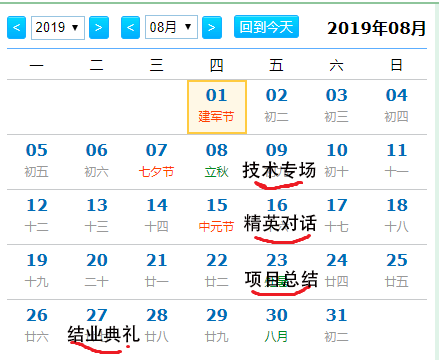 < 2019 > < 08月 > 回到今天 2019年08月
一 二 三 四 五 六 日
01 02 03 04
建军节 初二 初三 初四
05 06 07 08 09 10 11
初五 初六 七夕节 立秋 技术专场 初十 十一
12 13 14 15 16 17 18
十二 十三 十四 中元节 精英对话 十七 十八
19 20 21 22 23 24 25
十九 二十 廿一 廿二 项目总结 廿四 廿五
26 27 28 29 30 31
廿六 结业典礼 廿八 廿九 八月 初二